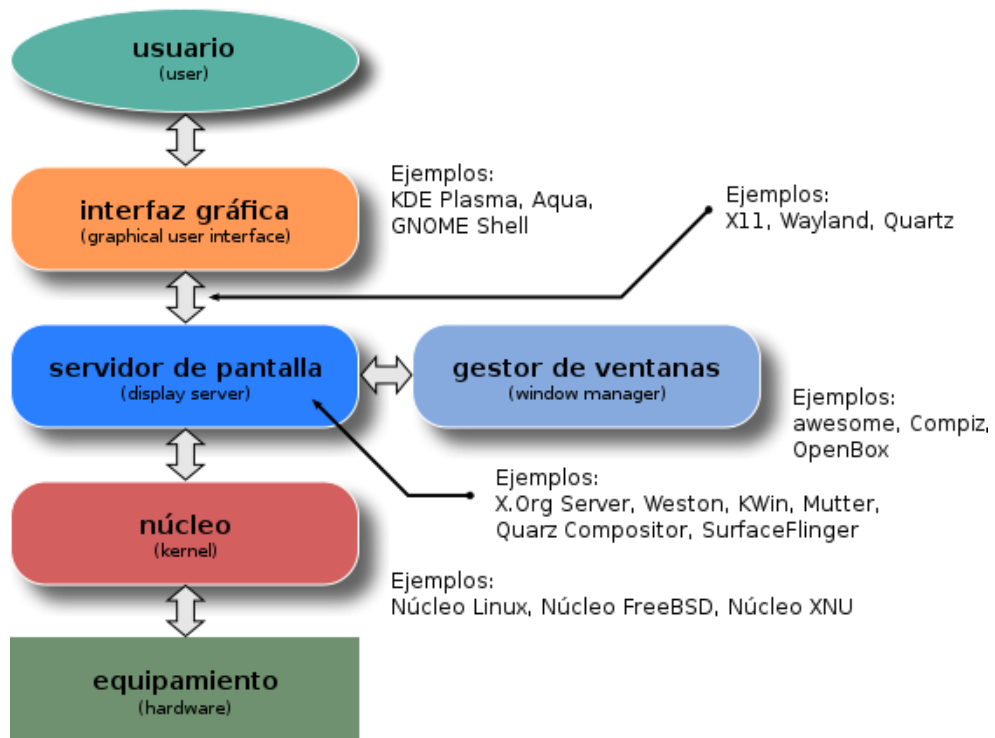 usuario
(user)
interfaz gráfica
(graphical user interface)
Ejemplos:
KDE Plasma, Aqua,
GNOME Shell
Ejemplos:
X11, Wayland, Quartz
servidor de pantalla
(display server)
gestor de ventanas
(window manager)
Ejemplos:
awesome, Compiz,
OpenBox
Ejemplos:
X.Org Server, Weston, KWin, Mutter,
Quarz Compositor, SurfaceFlinger
núcleo
(kernel)
Ejemplos:
Núcleo Linux, Núcleo FreeBSD, Núcleo XNU
equipamiento
(hardware)